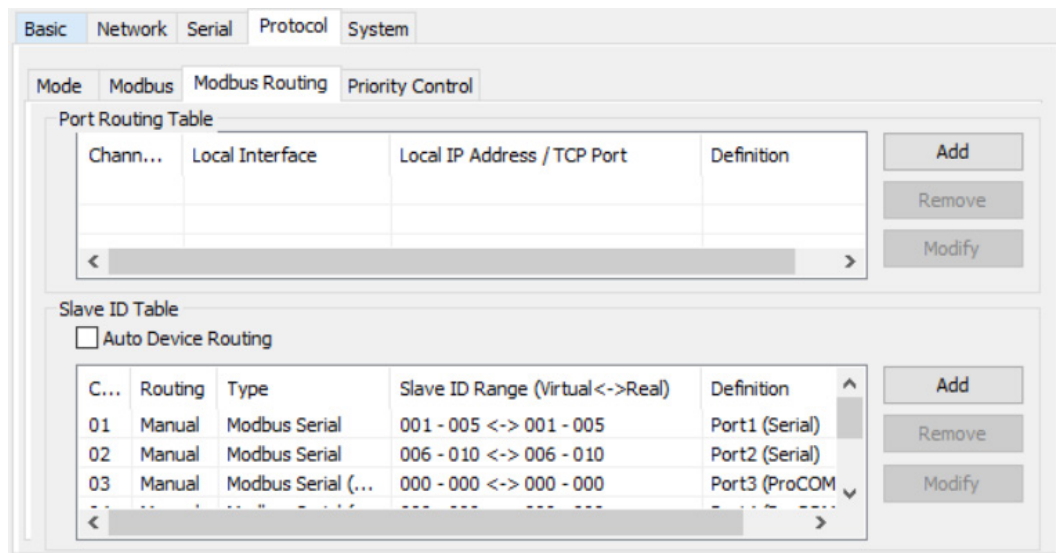 Basic Network Serial Protocol System
Mode Modbus Modbus Routing Priority Control
Port Routing Table
Chann... Local Interface Local IP Address / TCP Port Definition Add
Remove
Modify
Slave ID Table
Auto Device Routing
C... Routing Type Slave ID Range (Virtual<->Real) Definition Add
01 Manual Modbus Serial 001 - 005 <-> 001 - 005 Port1 (Serial)
Remove
02 Manual Modbus Serial 006 - 010 <-> 006 - 010 Port2 (Serial)
03 Manual Modbus Serial (... 000 - 000 <-> 000 - 000 Port3 (ProCOM Modify